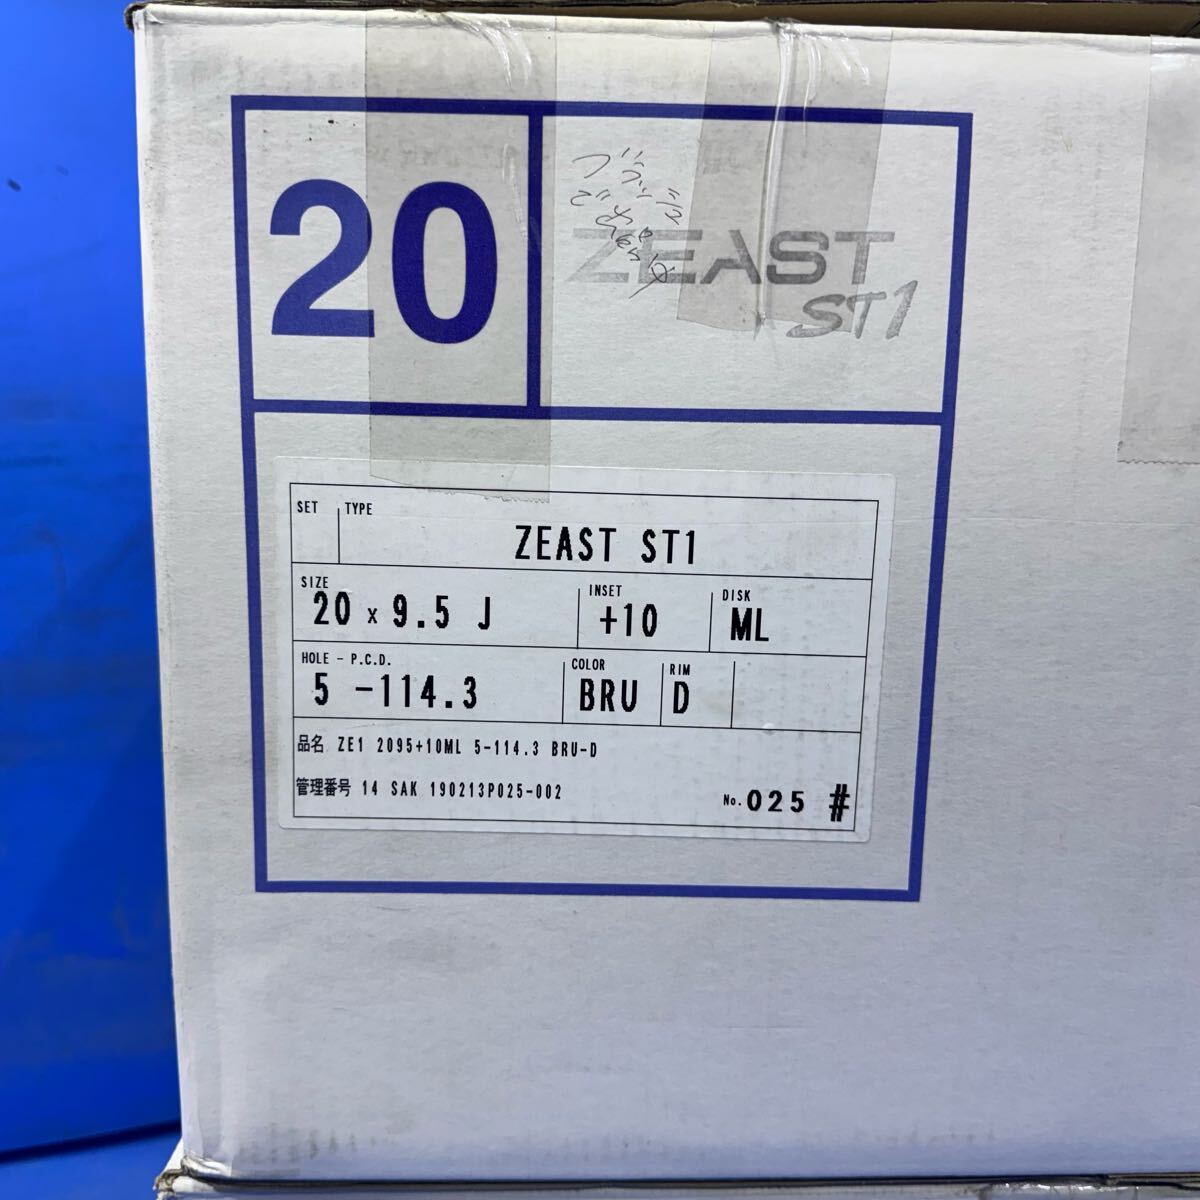 20
ZEAST
ST1
SET TYPE
ZEAST ST1
SIZE INSET DISK
20 x 9.5 J +10 ML
HOLE - P.C.D. COLOR RIM
5 -114.3 BRU D
品名 ZE1 2095+10ML 5-114.3 BRU-D
管理番号 14 SAK 190213P025-002
No. 025 #